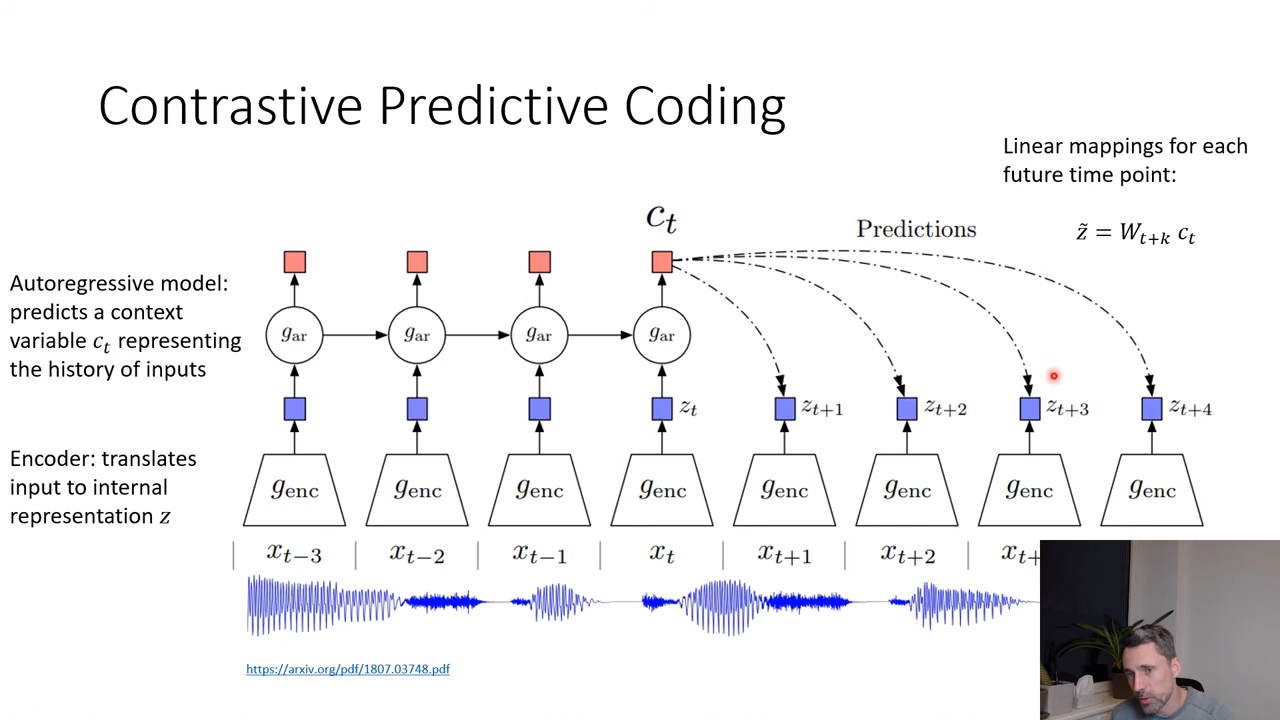 Contrastive Predictive Coding
Linear mappings for each
future time point:
z̃ = W_{t+k} c_t
c_t
Predictions
Autoregressive model:
predicts a context
variable c_t representing
the history of inputs
g_ar g_ar g_ar g_ar
z_t z_{t+1} z_{t+2} z_{t+3} z_{t+4}
Encoder: translates
input to internal
representation z
g_enc g_enc g_enc g_enc g_enc g_enc g_enc g_enc
x_{t−3} x_{t−2} x_{t−1} x_t x_{t+1} x_{t+2}
https://arxiv.org/pdf/1807.03748.pdf